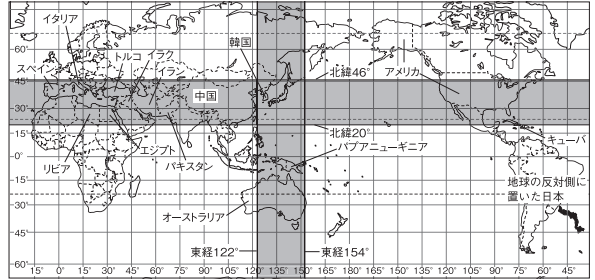 イタリア
60°
トルコ
イラク
韓国
スペイン
イラン
北緯46°
アメリカ
45°
中国
30°
15°
北緯20°
キューバ
エジプト
パプアニューギニア
0°
リビア
パキスタン
地球の反対側に
置いた日本
15°
30°
オーストラリア
45°
東経122°
東経154°
60°
15° 0° 15° 30° 45° 60° 75° 90° 105° 120° 135° 150° 165° 180° 165° 150° 135° 120° 105° 90° 75° 60° 45°